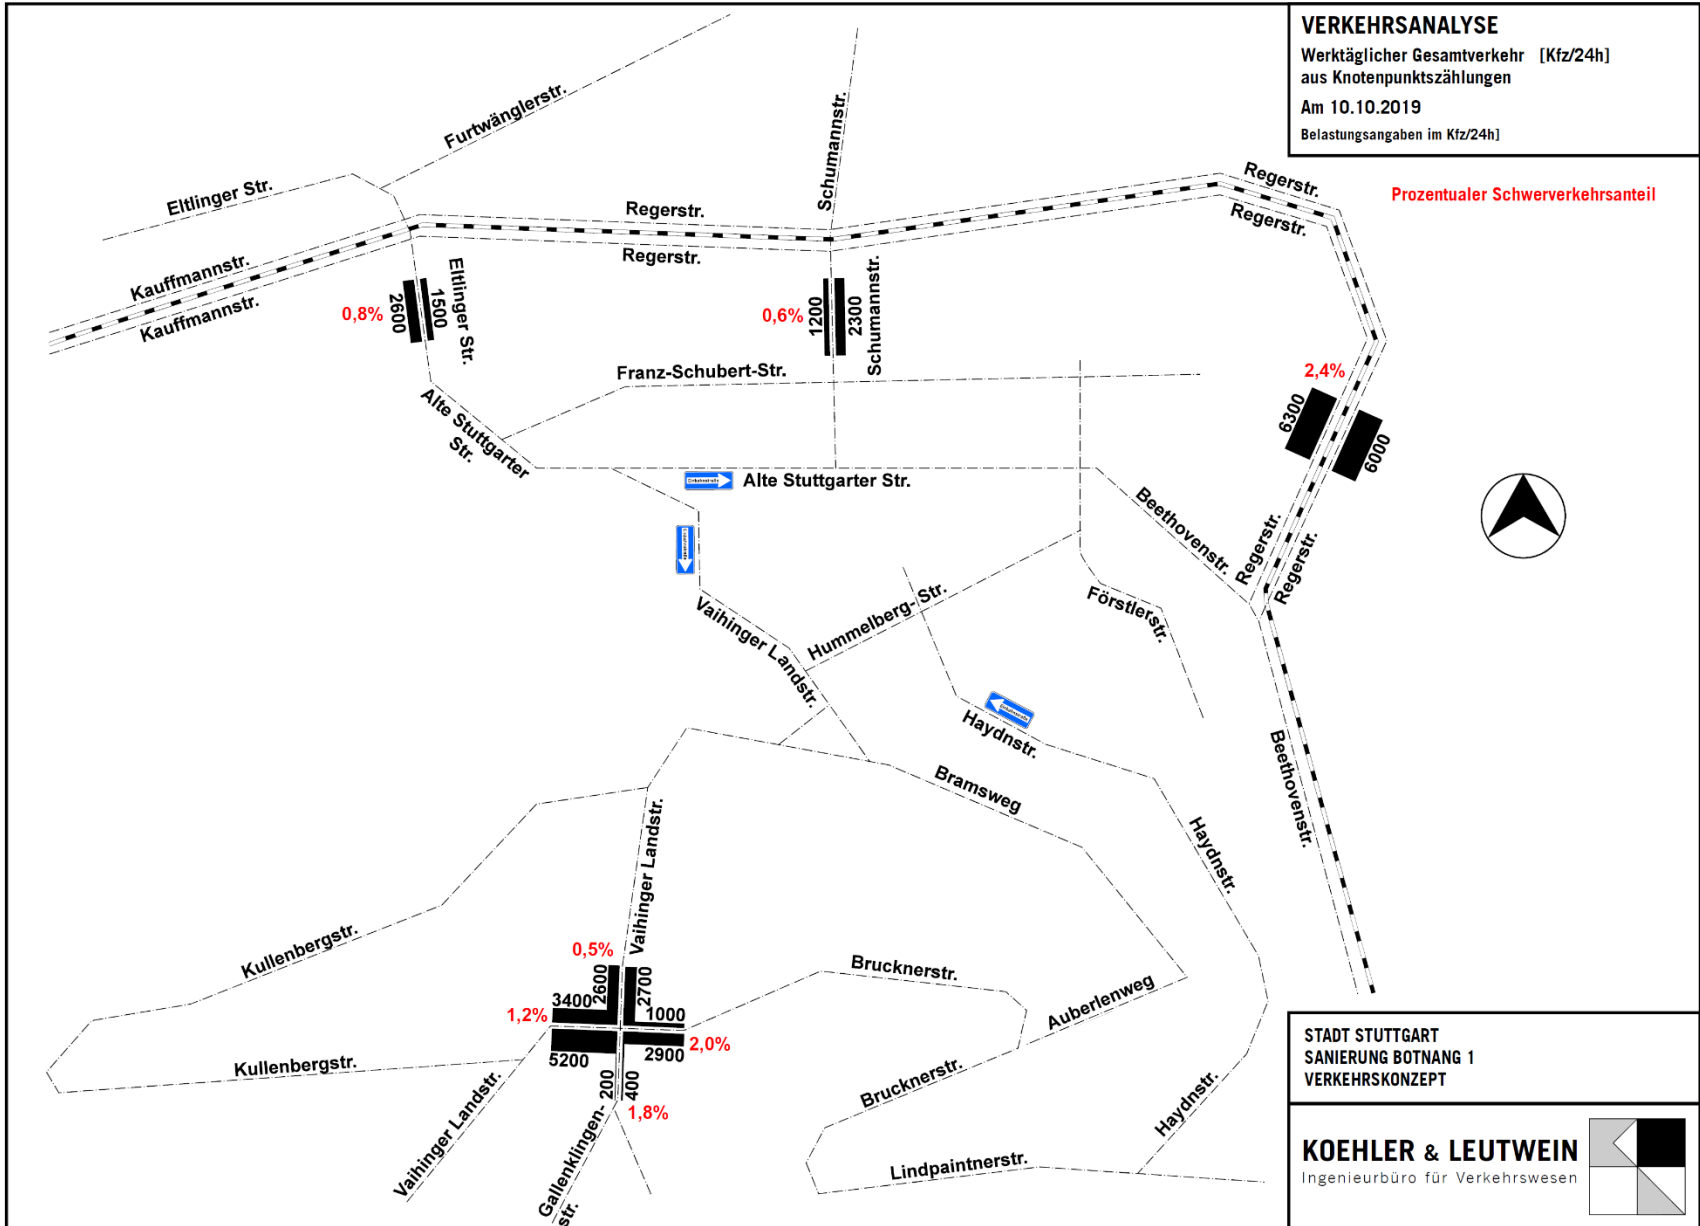 VERKEHRSANALYSE
Werktäglicher Gesamtverkehr [Kfz/24h]
aus Knotenpunktszählungen
Am 10.10.2019
Belastungsangaben im Kfz/24h]
Prozentualer Schwerverkehrsanteil
Furtwänglerstr.
Schumannstr.
Eltlinger Str.
Regerstr.
Regerstr.
Regerstr.
Regerstr.
Kauffmannstr.
Kauffmannstr.
0,8%
2600
1500
Eltlinger Str.
0,6%
1200
2300
Schumannstr.
Franz-Schubert-Str.
2,4%
6300
6000
Alte Stuttgarter
Str.
Alte Stuttgarter Str.
Beethovenstr.
Regerstr.
Regerstr.
Vaihinger Landstr.
Hummelberg- Str.
Förstlerstr.
Haydnstr.
Beethovenstr.
Bramsweg
Haydnstr.
Vaihinger Landstr.
Kullenbergstr.
0,5%
2600
2700
3400
1000
1,2%
2,0%
5200
2900
200
400
1,8%
Brucknerstr.
Auberlenweg
Kullenbergstr.
Brucknerstr.
Vaihinger Landstr.
Gallenklingen-
str.
Haydnstr.
Lindpaintnerstr.
STADT STUTTGART
SANIERUNG BOTNANG 1
VERKEHRSKONZEPT
KOEHLER & LEUTWEIN
Ingenieurbüro für Verkehrswesen